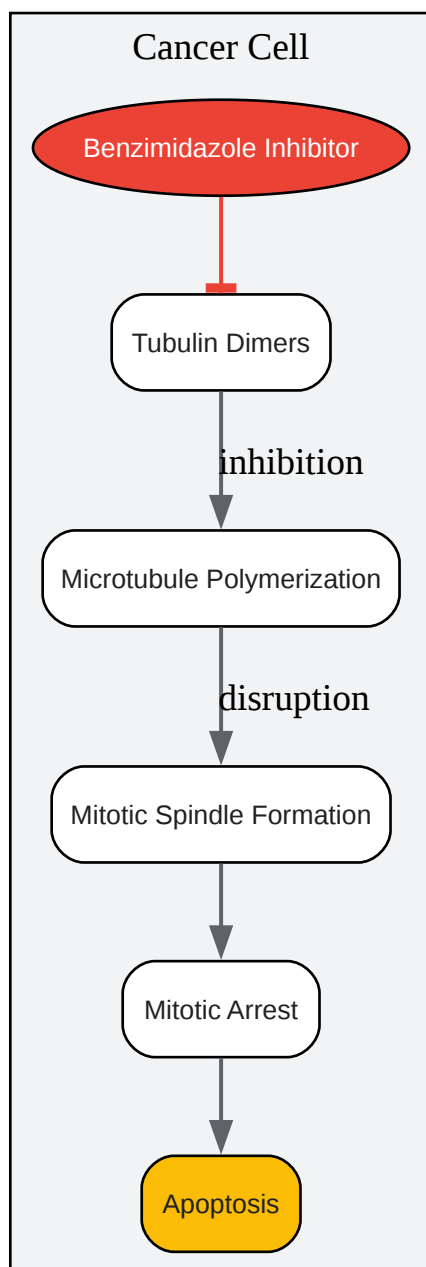 Cancer Cell
Benzimidazole Inhibitor
Tubulin Dimers
inhibition
Microtubule Polymerization
disruption
Mitotic Spindle Formation
Mitotic Arrest
Apoptosis